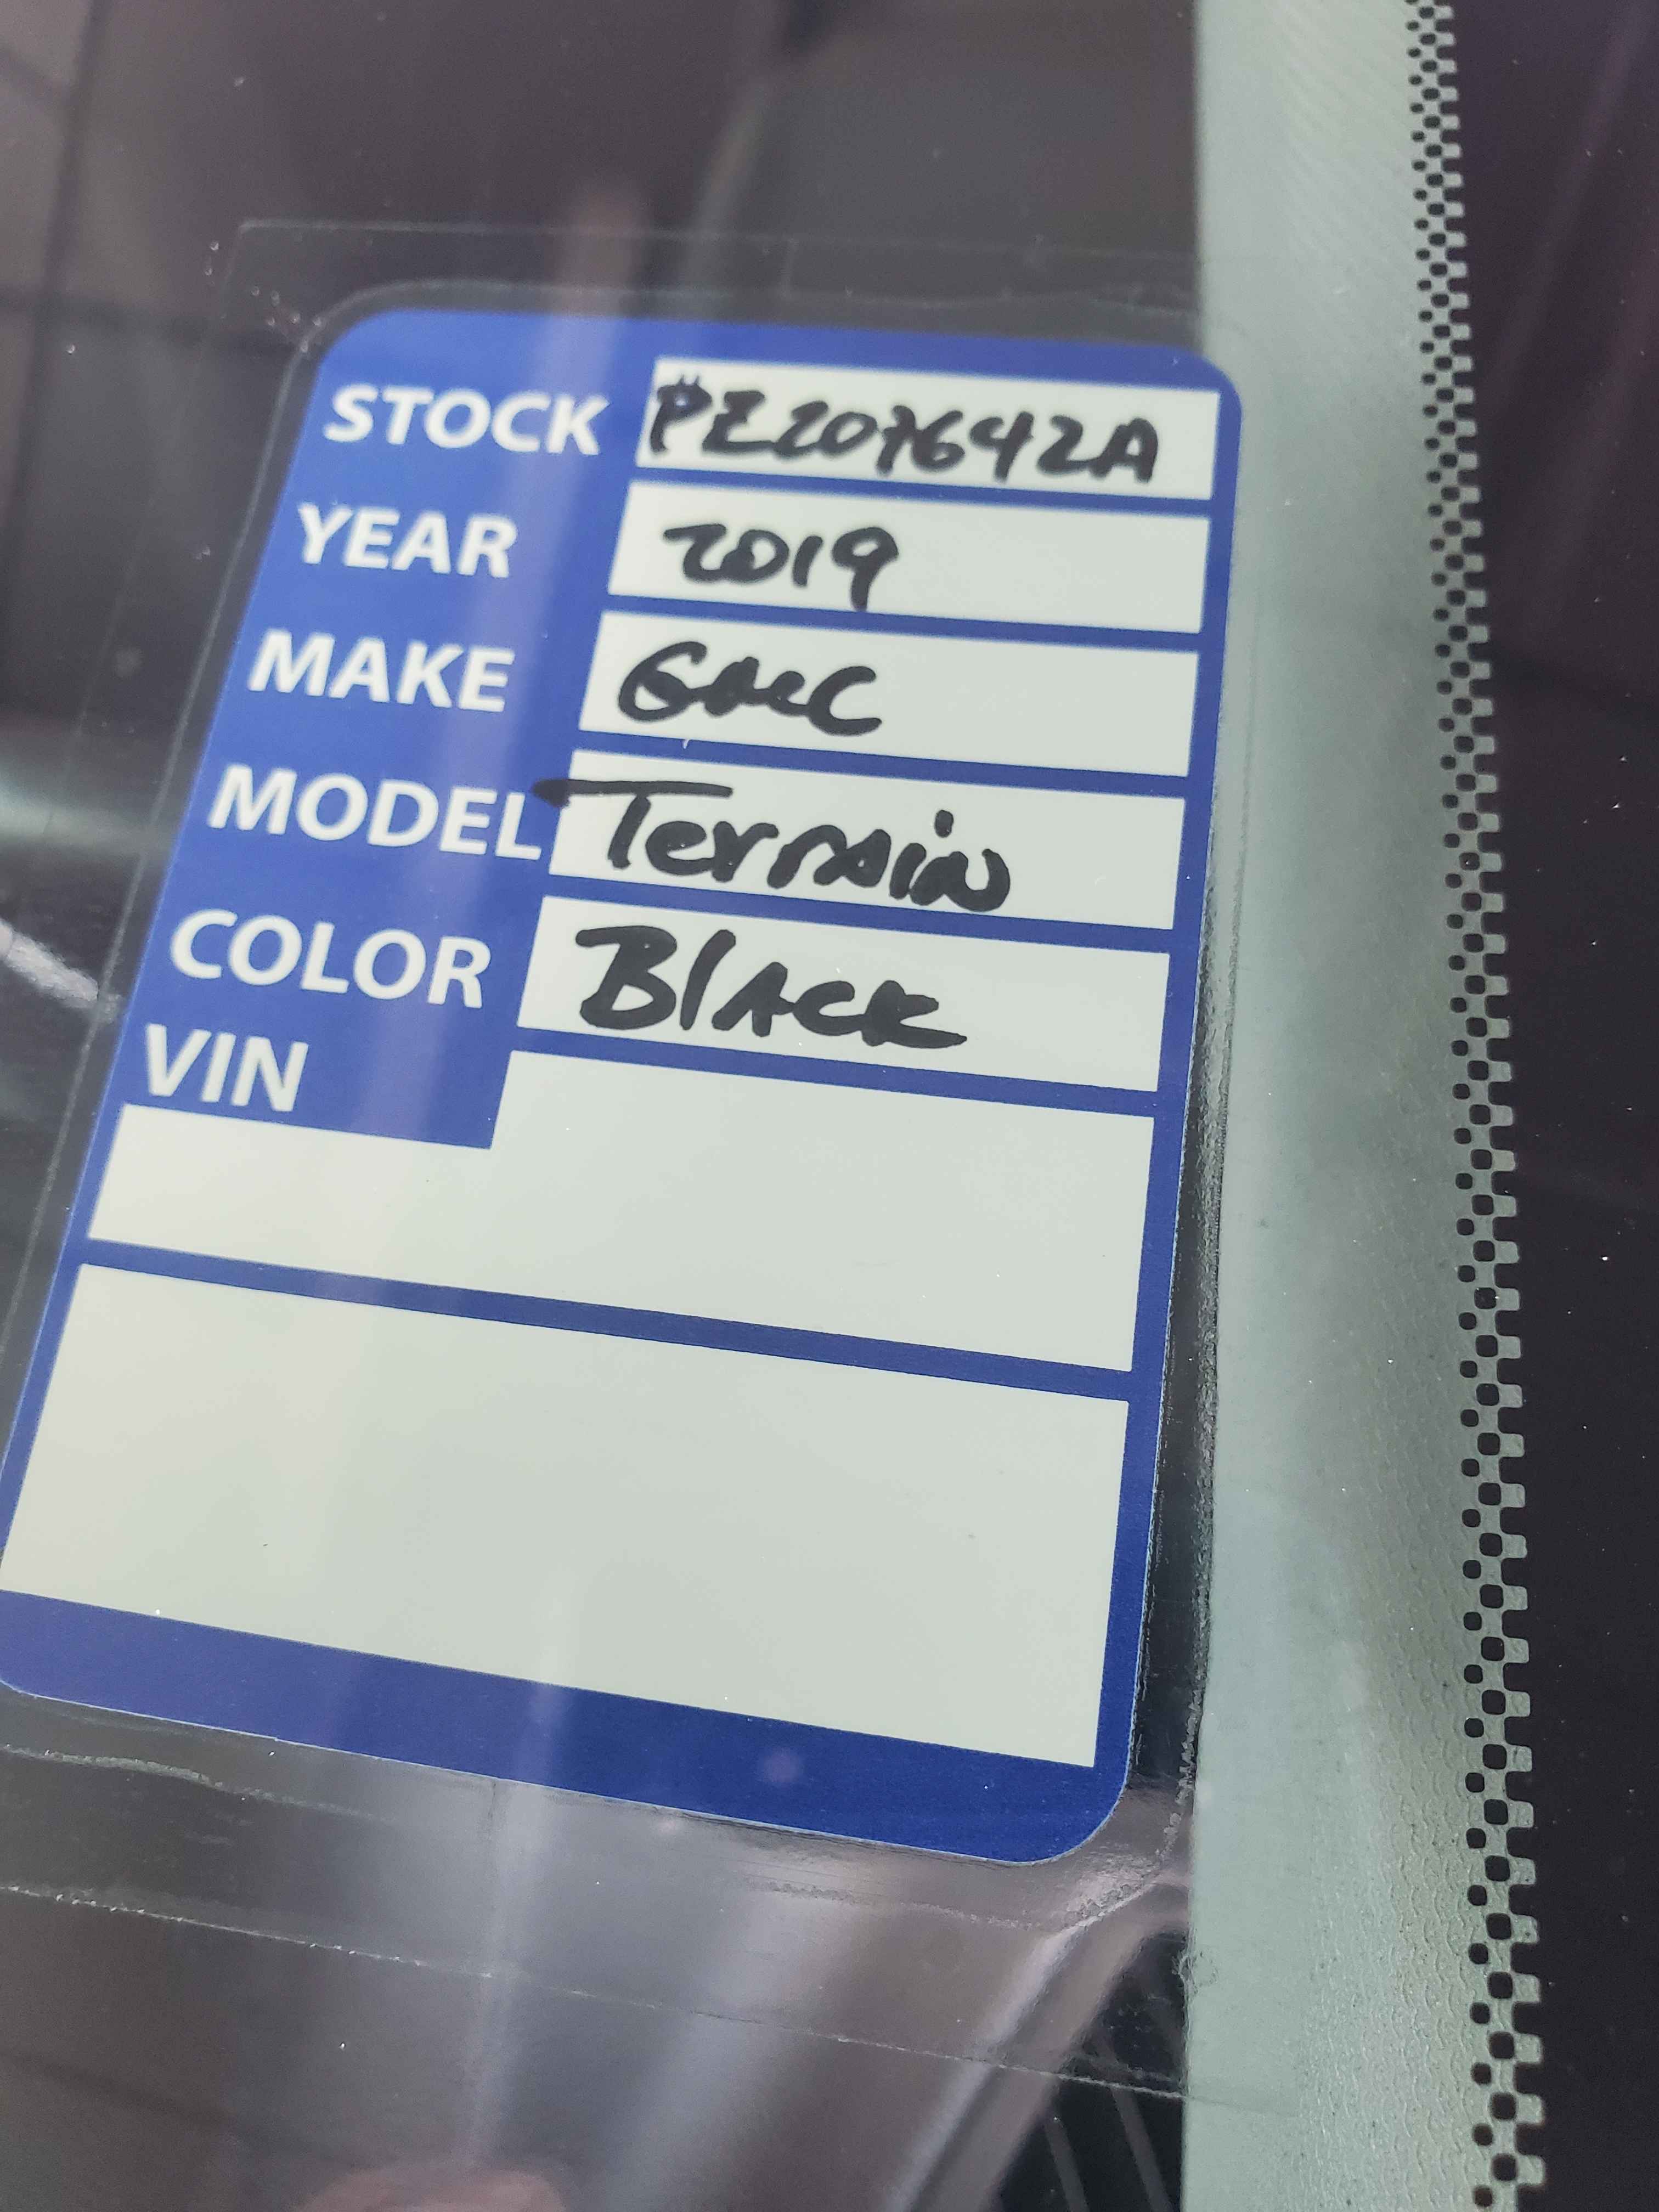 STOCK PE207642A
YEAR 2019
MAKE GMC
MODEL Terrain
COLOR Black
VIN